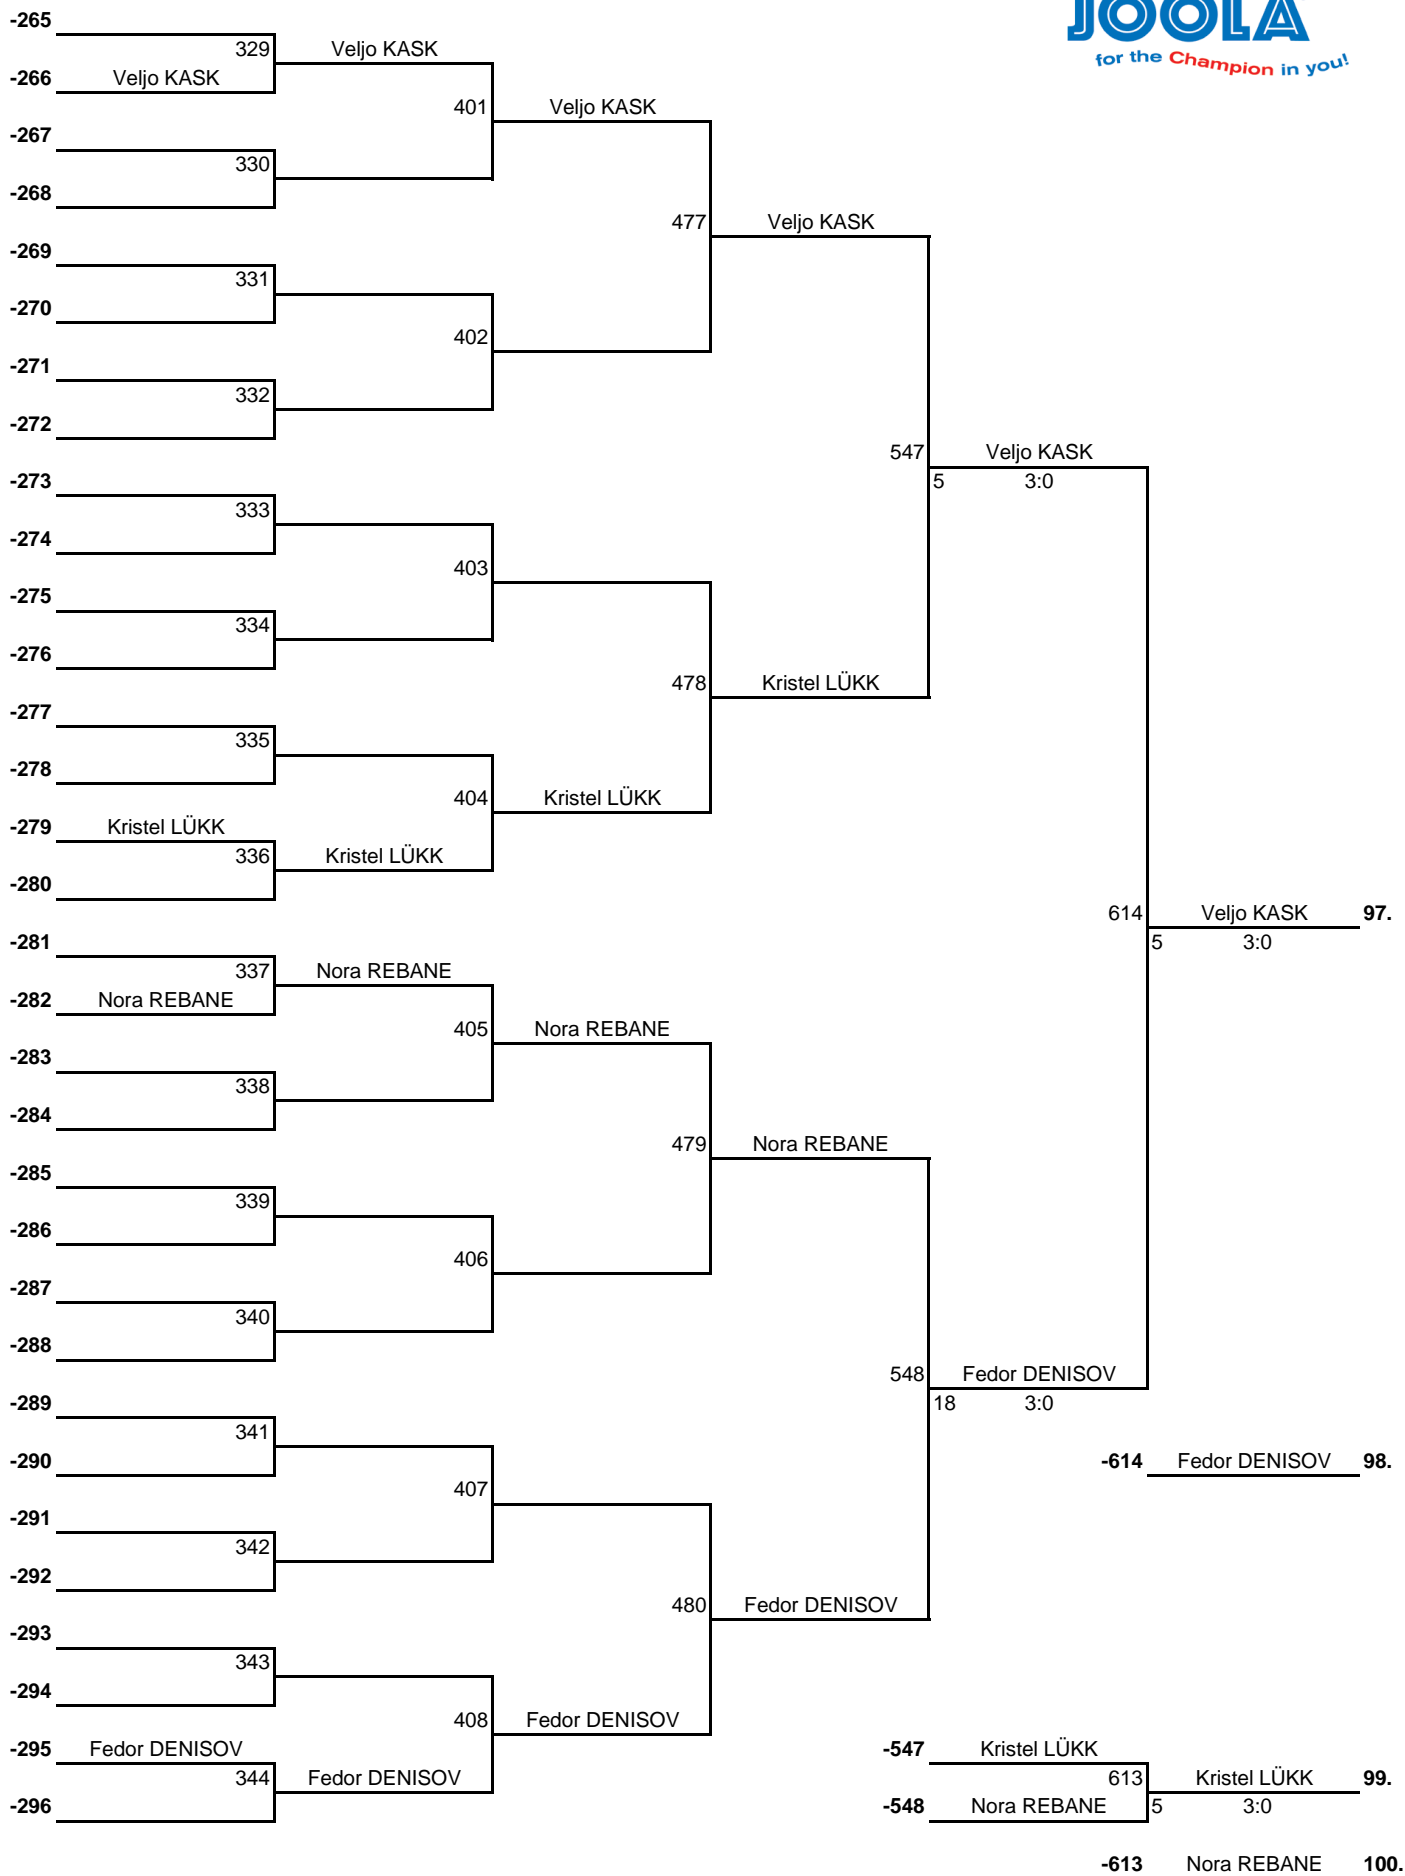 JOOLA
for the Champion in you!
-265
329 Veljo KASK
-266 Veljo KASK
401 Veljo KASK
-267
330
-268
477 Veljo KASK
-269
331
-270
402
-271
332
-272
547 Veljo KASK
5 3:0
-273
333
-274
403
-275
334
-276
478 Kristel LÜKK
-277
335
-278
404 Kristel LÜKK
-279 Kristel LÜKK
336 Kristel LÜKK
-280
614 Veljo KASK 97.
5 3:0
-281
337 Nora REBANE
-282 Nora REBANE
405 Nora REBANE
-283
338
-284
479 Nora REBANE
-285
339
-286
406
-287
340
-288
548 Fedor DENISOV
18 3:0
-289
341
-290
-614 Fedor DENISOV 98.
407
-291
342
-292
480 Fedor DENISOV
-293
343
-294
408 Fedor DENISOV
-295 Fedor DENISOV
-547 Kristel LÜKK
344 Fedor DENISOV
613 Kristel LÜKK 99.
-296
-548 Nora REBANE
5 3:0
-613 Nora REBANE 100.